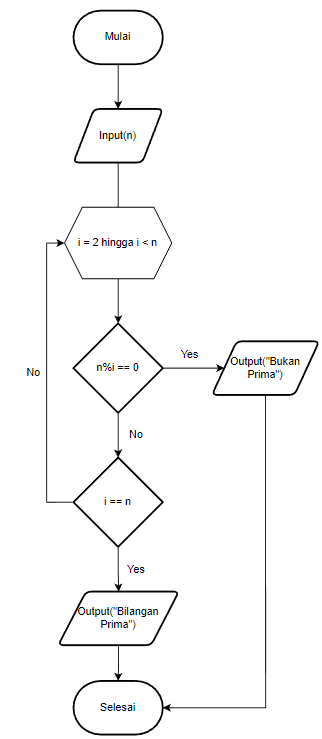 Mulai
Input(n)
i = 2 hingga i < n
n%i == 0
Yes
Output("Bukan
Prima")
No
No
i == n
Yes
Output("Bilangan
Prima")
Selesai